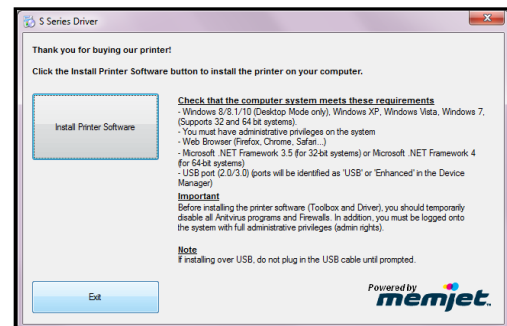 S Series Driver
Thank you for buying our printer!
Click the Install Printer Software button to install the printer on your computer.
Install Printer Software
Check that the computer system meets these requirements
- Windows 8/8.1/10 (Desktop Mode only), Windows XP, Windows Vista, Windows 7,
(Supports 32 and 64 bit systems).
- You must have administrative privileges on the system
- Web Browser (Firefox, Chrome, Safari...)
- Microsoft .NET Framework 3.5 (for 32-bit systems) or Microsoft .NET Framework 4
(for 64-bit systems)
- USB port (2.0/3.0) (ports will be identified as 'USB' or 'Enhanced' in the Device
Manager)
Important
Before installing the printer software (Toolbox and Driver), you should temporarily
disable all Anitvirus programs and Firewalls. In addition, you must be logged onto
the system with full administrative privileges (admin rights).
Note
If installing over USB, do not plug in the USB cable until prompted.
Exit
Powered by
memjet